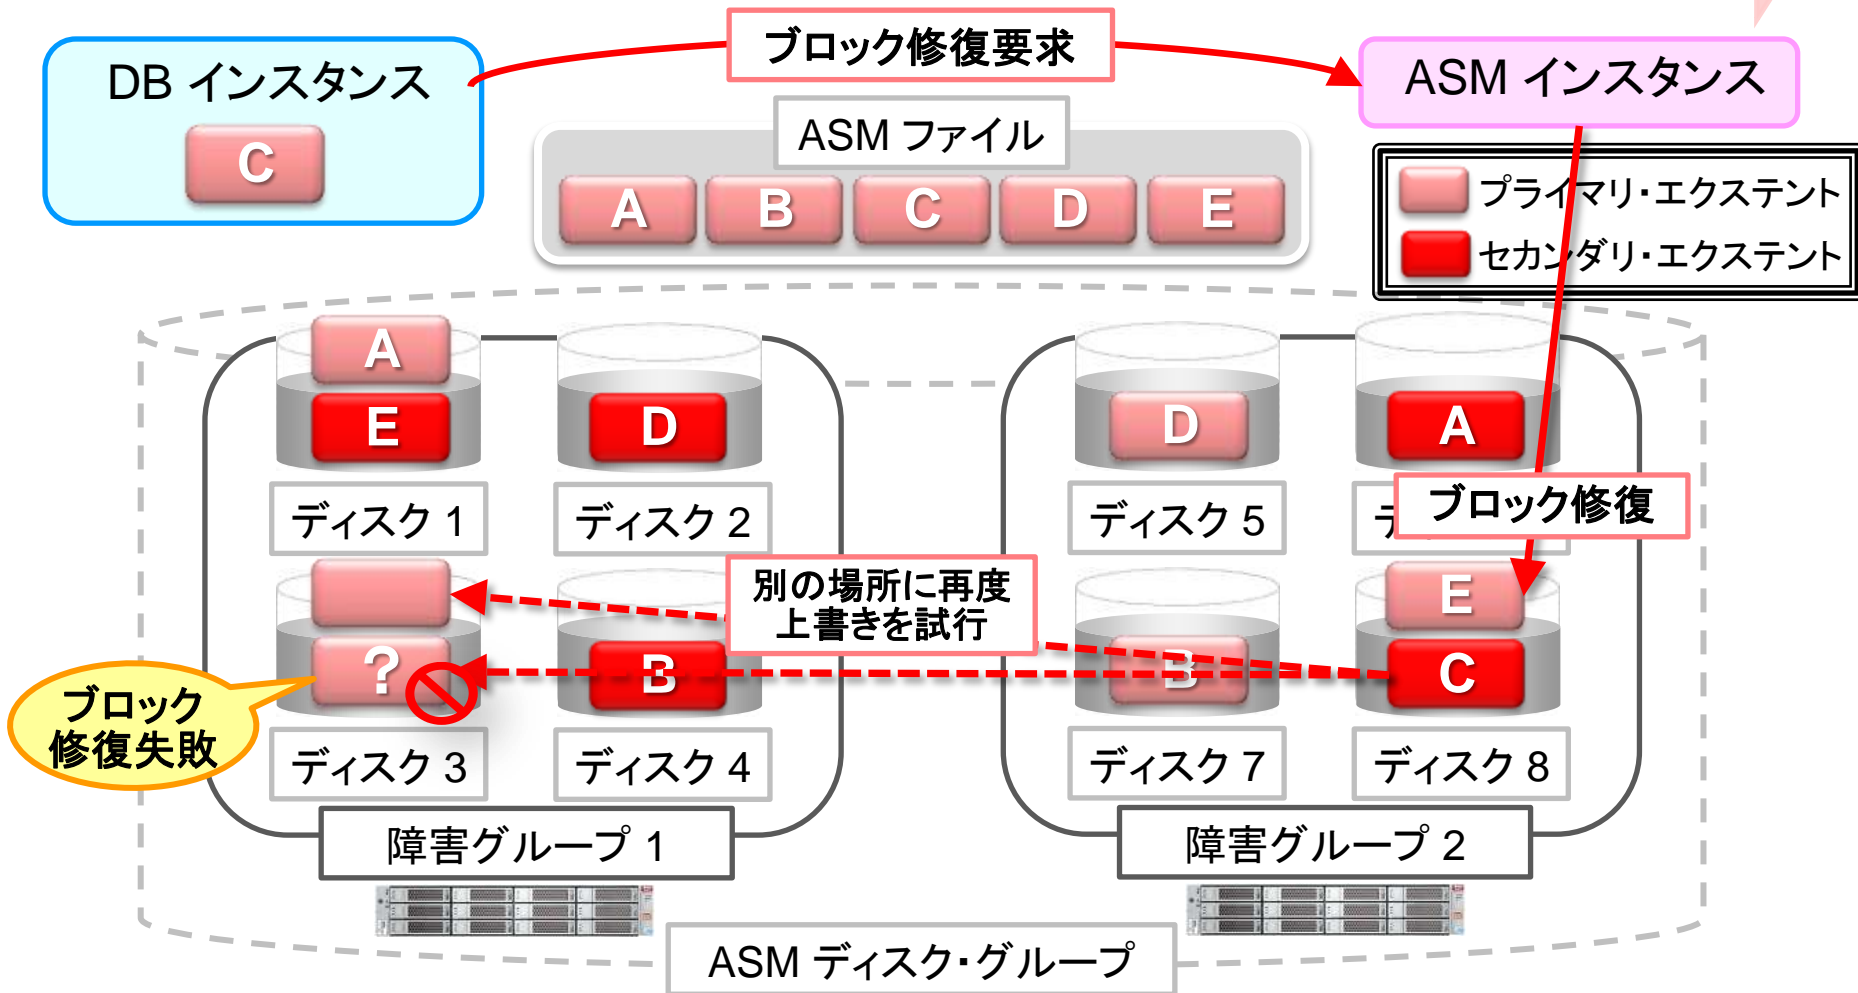 ブロック修復要求
DB インスタンス
C
ASM インスタンス
ASM ファイル
A B C D E
プライマリ・エクステント
セカンダリ・エクステント
A
E
D
D
A
ディスク 1
ディスク 2
ディスク 5
ブロック修復
別の場所に再度
上書きを試行
E
?
B
B
C
ブロック
修復失敗
ディスク 3
ディスク 4
ディスク 7
ディスク 8
障害グループ 1
障害グループ 2
ASM ディスク・グループ